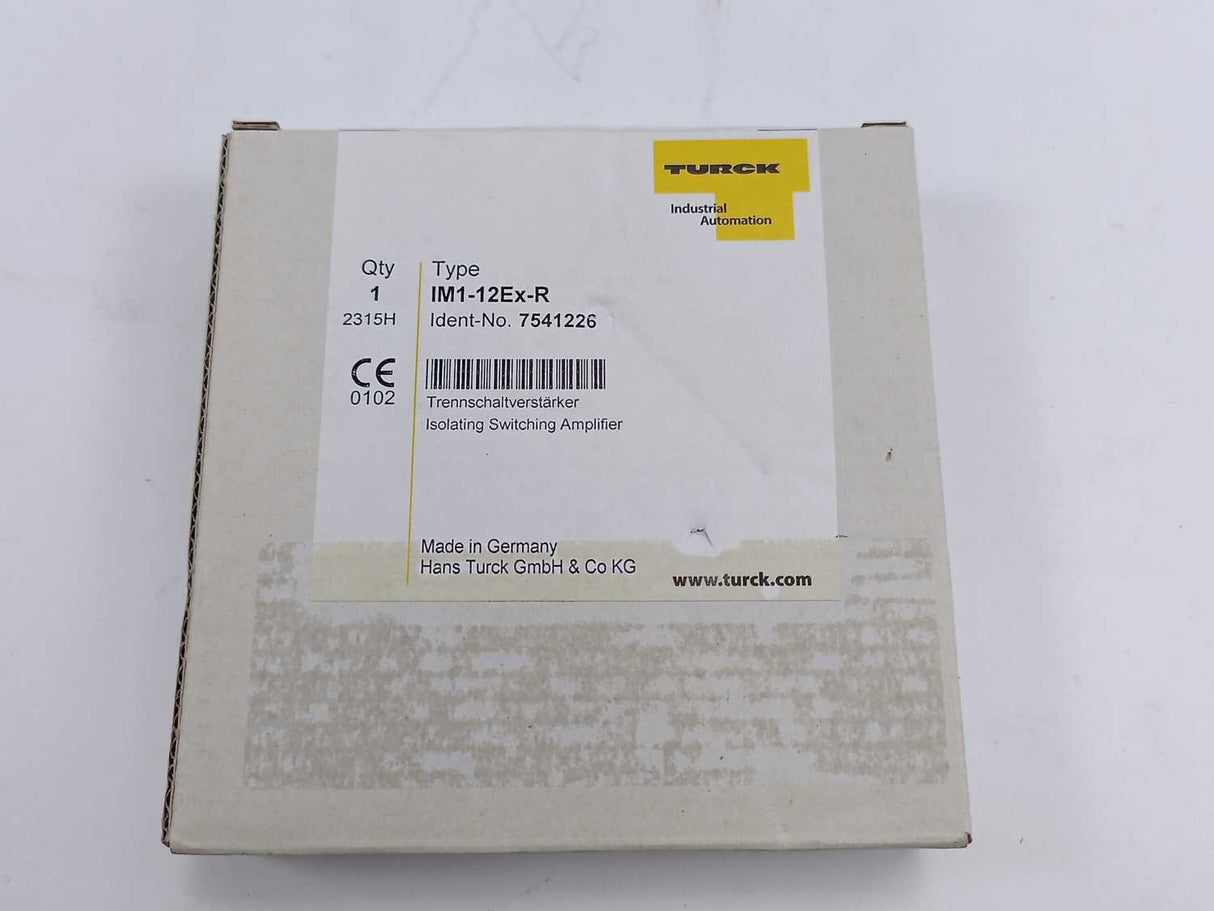 TURCK
Industrial
Automation
Qty Type
1 IM1-12Ex-R
2315H Ident-No. 7541226
CE
0102
Trennschaltverstärker
Isolating Switching Amplifier
Made in Germany
Hans Turck GmbH & Co KG
www.turck.com